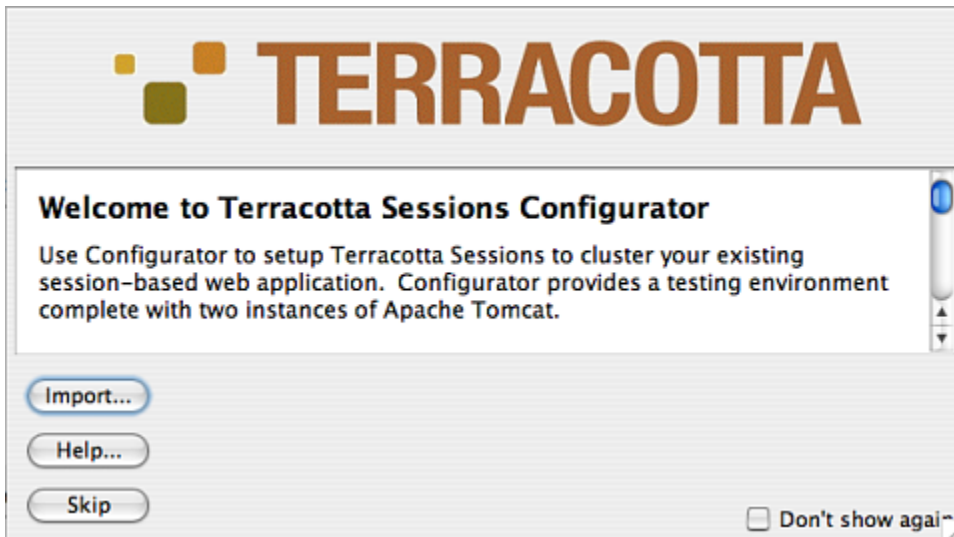 TERRACOTTA
Welcome to Terracotta Sessions Configurator
Use Configurator to setup Terracotta Sessions to cluster your existing
session-based web application. Configurator provides a testing environment
complete with two instances of Apache Tomcat.
Import...
Help...
Skip
Don't show again